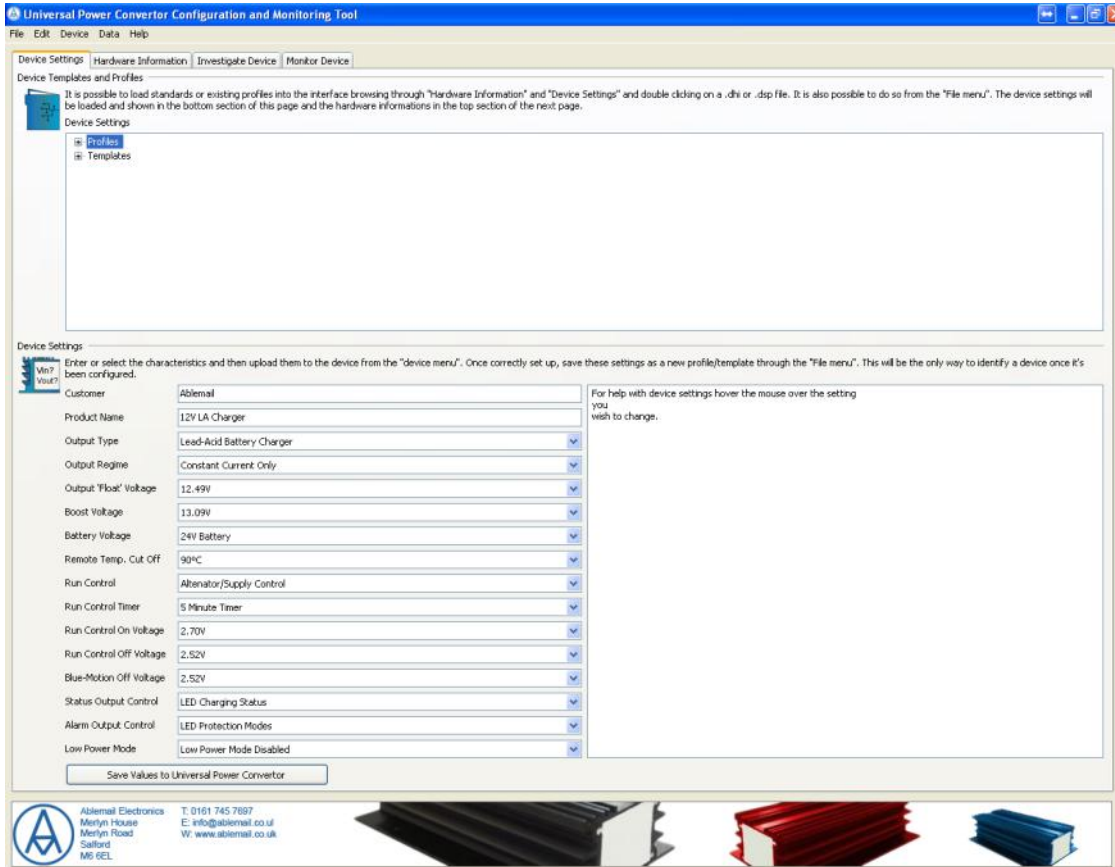 Universal Power Convertor Configuration and Monitoring Tool
File Edit Device Data Help
Device Settings Hardware Information Investigate Device Monitor Device
Device Templates and Profiles
It is possible to load standards or existing profiles into the interface browsing through "Hardware Information" and "Device Settings" and double clicking on a .dhi or .dsp file. It is also possible to do so from the "File menu". The device settings will
be loaded and shown in the bottom section of this page and the hardware informations in the top section of the next page.
Device Settings
Profiles
Templates
Device Settings
Vin?
Vout?
Enter or select the characteristics and then upload them to the device from the "device menu". Once correctly set up, save these settings as a new profile/template through the "File menu". This will be the only way to identify a device once it's
been configured.
Customer Ablemail
Product Name 12V LA Charger
Output Type Lead-Acid Battery Charger
Output Regime Constant Current Only
Output 'Float' Voltage 12.49V
Boost Voltage 13.09V
Battery Voltage 24V Battery
Remote Temp. Cut Off 90ºC
Run Control Altenator/Supply Control
Run Control Timer 5 Minute Timer
Run Control On Voltage 2.70V
Run Control Off Voltage 2.52V
Blue-Motion Off Voltage 2.52V
Status Output Control LED Charging Status
Alarm Output Control LED Protection Modes
Low Power Mode Low Power Mode Disabled
For help with device settings hover the mouse over the setting
you
wish to change.
Save Values to Universal Power Convertor
Ablemail Electronics
Merlyn House
Merlyn Road
Salford
M6 6EL
T: 0161 745 7697
E: info@ablemail.co.ul
W: www.ablemail.co.uk